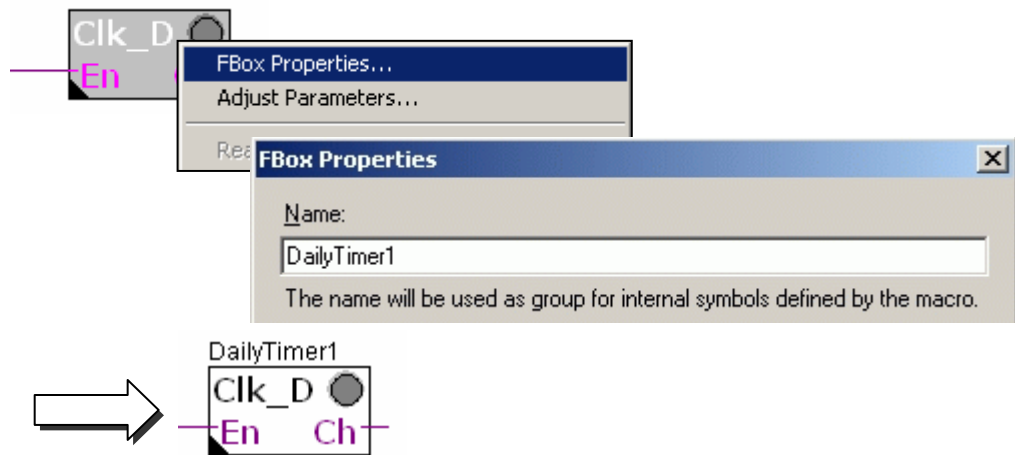 Clk_D
En
FBox Properties...
Adjust Parameters...
FBox Properties
Name:
DailyTimer1
The name will be used as group for internal symbols defined by the macro.
DailyTimer1
Clk_D
En Ch